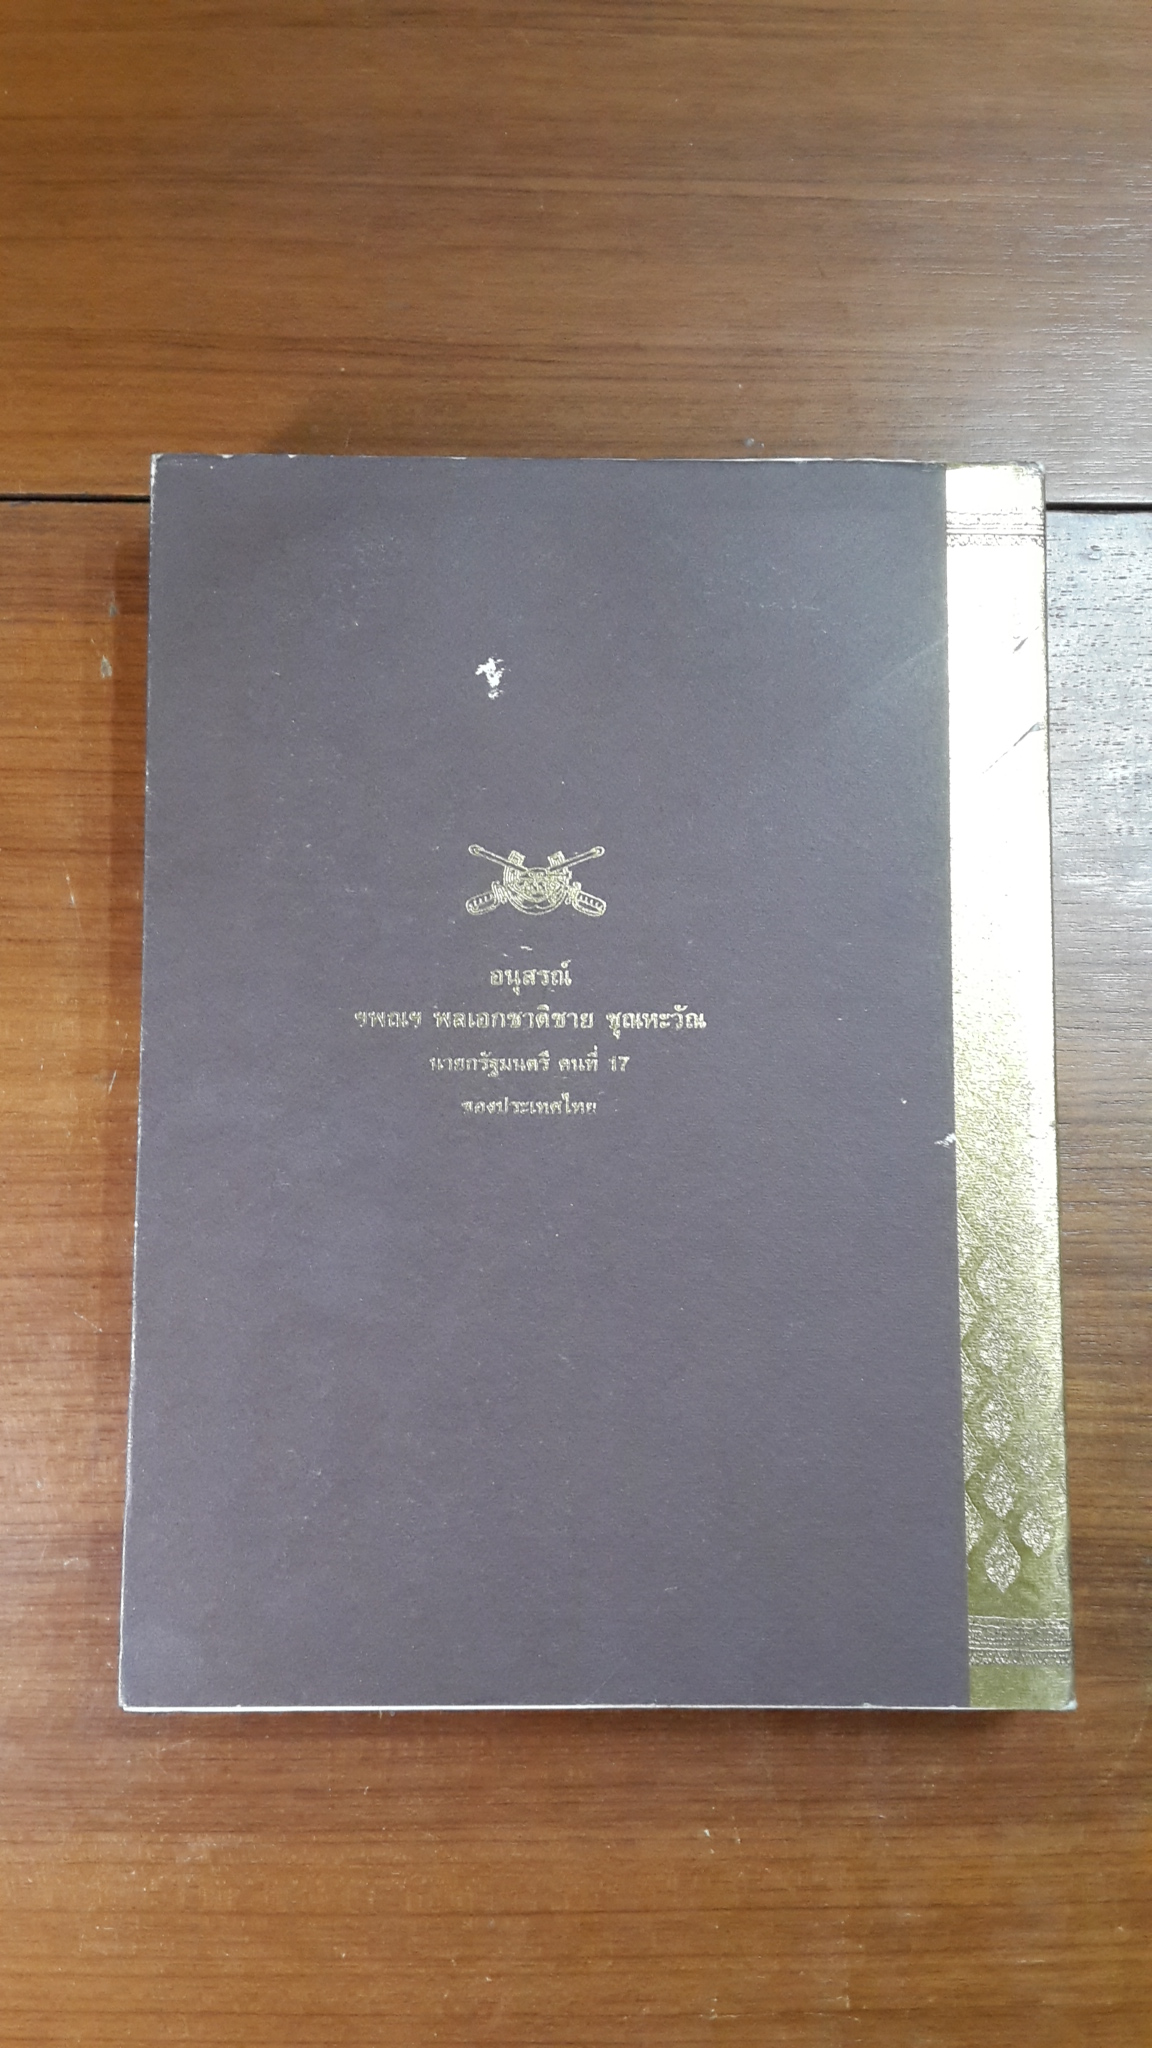 อนุสรณ์
ฯพณฯ พลเอกชาติชาย ชุณหะวัณ
นายกรัฐมนตรี คนที่ 17
ของประเทศไทย